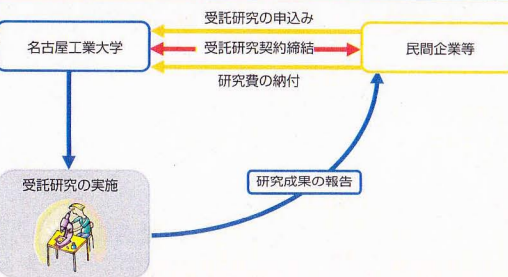 受託研究の申込み
名古屋工業大学
受託研究契約締結
民間企業等
研究費の納付
受託研究の実施
研究成果の報告